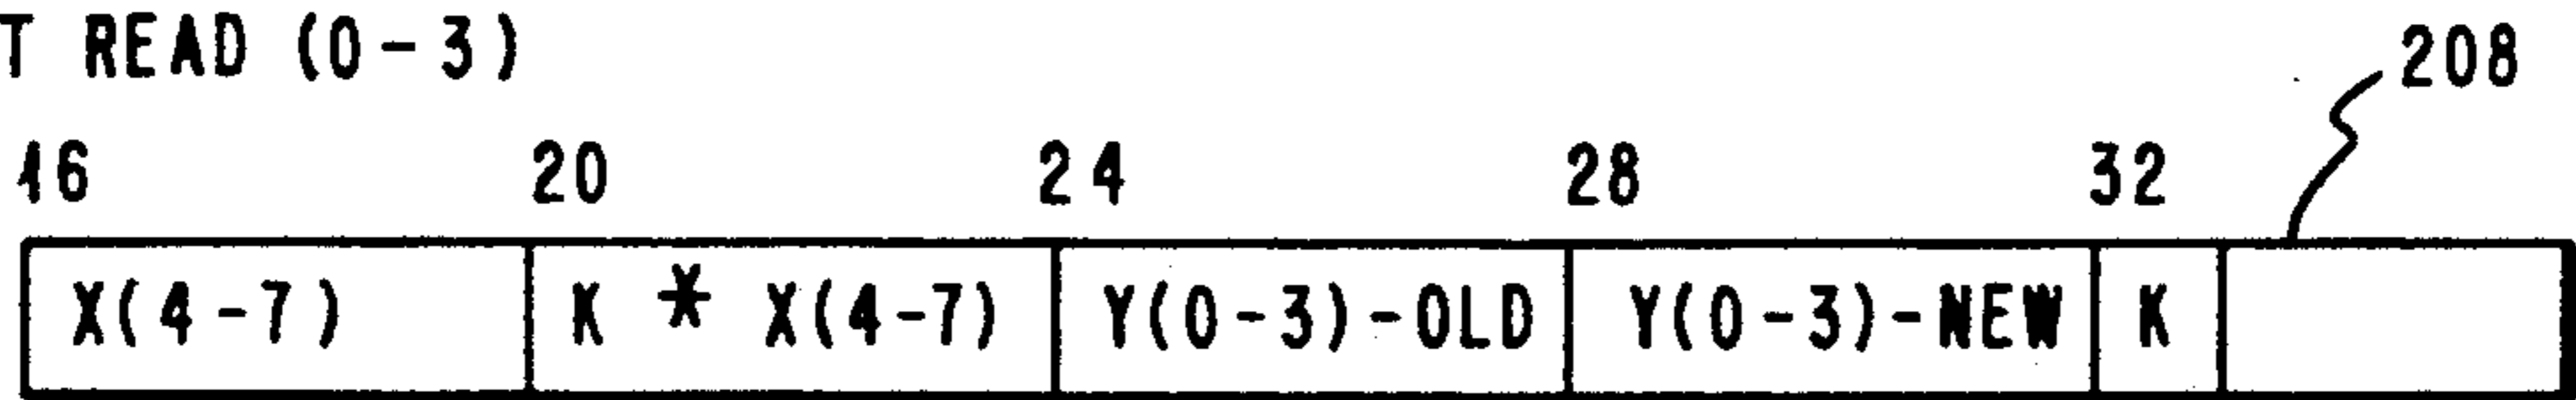 T READ (0-3)
208
16 20 24 28 32
X(4-7) K * X(4-7) Y(0-3)-OLD Y(0-3)-NEW K